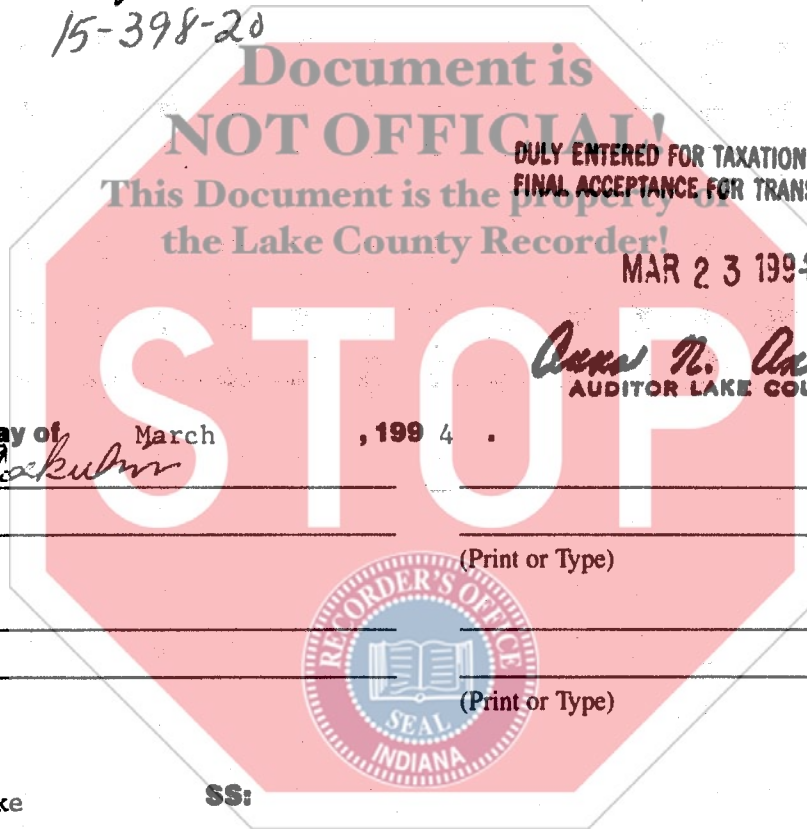 15-398-20
Document is
NOT OFFICIAL!
DULY ENTERED FOR TAXATION
FINAL ACCEPTANCE FOR TRANS
This Document is the property of
the Lake County Recorder!
MAR 23 1994
STOP
Anna N.
AUDITOR LAKE COU
ay of March , 199 4 .
(Print or Type)
RECORDER'S OFFICE
SEAL
INDIANA
(Print or Type)
ke SS: